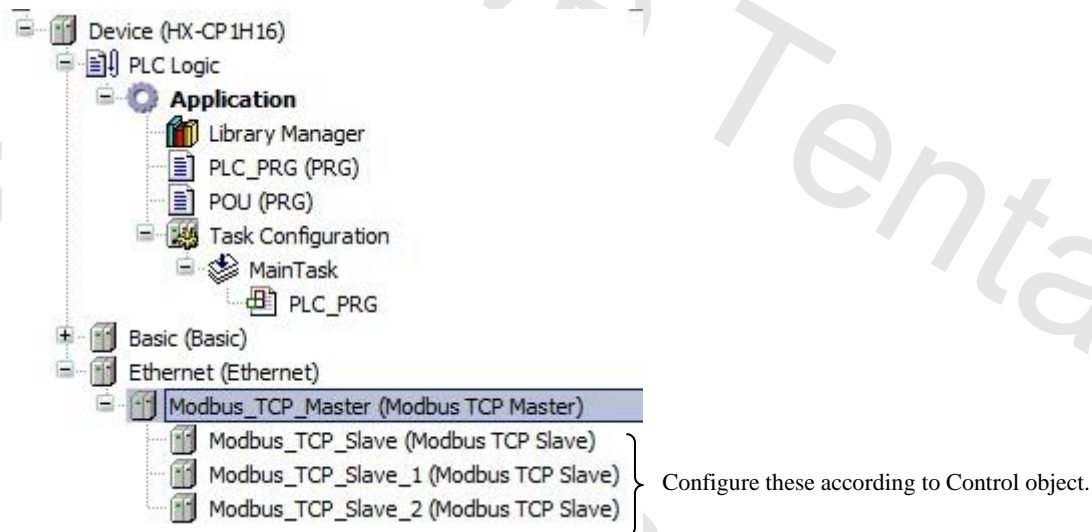 Device (HX-CP1H16)
PLC Logic
Application
Library Manager
PLC_PRG (PRG)
POU (PRG)
Task Configuration
MainTask
PLC_PRG
Basic (Basic)
Ethernet (Ethernet)
Modbus_TCP_Master (Modbus TCP Master)
Modbus_TCP_Slave (Modbus TCP Slave)
Modbus_TCP_Slave_1 (Modbus TCP Slave)
Modbus_TCP_Slave_2 (Modbus TCP Slave)
Configure these according to Control object.